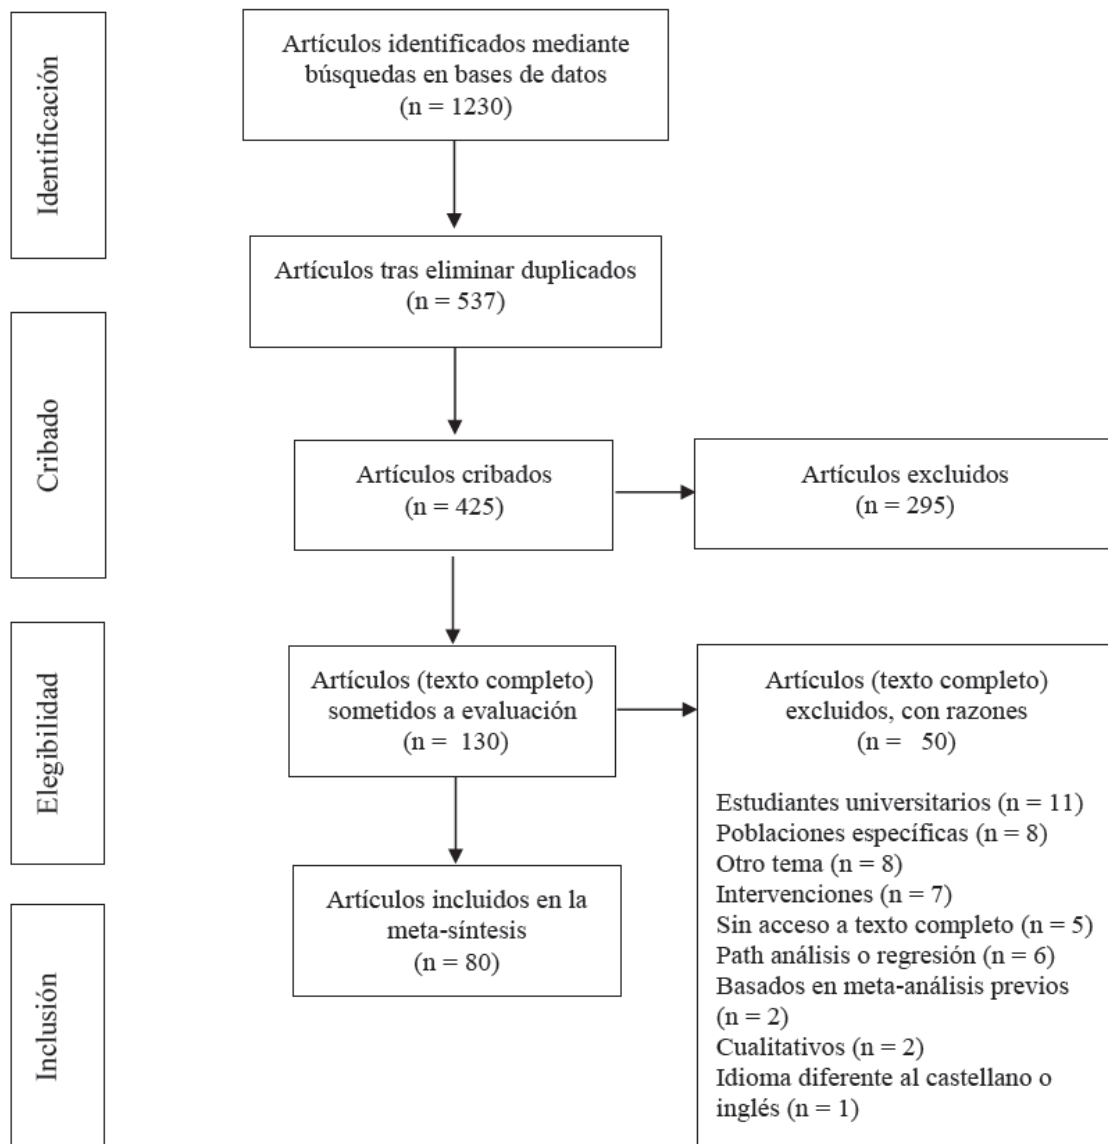 Identificación
Artículos identificados mediante
búsquedas en bases de datos
(n = 1230)
Artículos tras eliminar duplicados
(n = 537)
Cribado
Artículos cribados
(n = 425)
Artículos excluidos
(n = 295)
Elegibilidad
Artículos (texto completo)
sometidos a evaluación
(n = 130)
Artículos (texto completo)
excluidos, con razones
(n = 50)
Estudiantes universitarios (n = 11)
Poblaciones específicas (n = 8)
Otro tema (n = 8)
Intervenciones (n = 7)
Sin acceso a texto completo (n = 5)
Path análisis o regresión (n = 6)
Basados en meta-análisis previos
(n = 2)
Cualitativos (n = 2)
Idioma diferente al castellano o
inglés (n = 1)
Inclusión
Artículos incluidos en la
meta-síntesis
(n = 80)